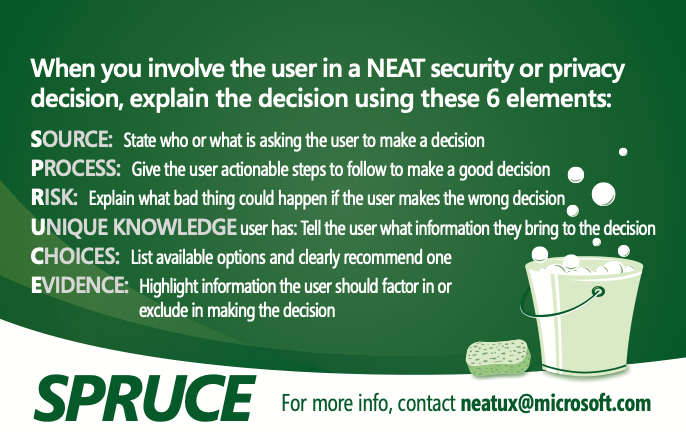 When you involve the user in a NEAT security or privacy
decision, explain the decision using these 6 elements:
SOURCE: State who or what is asking the user to make a decision
PROCESS: Give the user actionable steps to follow to make a good decision
RISK: Explain what bad thing could happen if the user makes the wrong decision
UNIQUE KNOWLEDGE user has: Tell the user what information they bring to the decision
CHOICES: List available options and clearly recommend one
EVIDENCE: Highlight information the user should factor in or
exclude in making the decision
SPRUCE For more info, contact neatux@microsoft.com